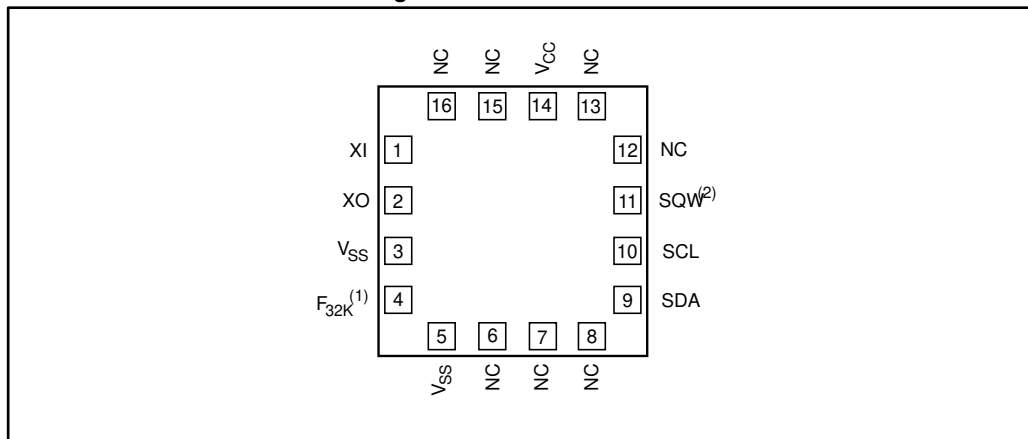 NC NC VCC NC
16 15 14 13
XI 1 12 NC
XO 2 11 SQW(2)
VSS 3 10 SCL
F32K(1) 4 9 SDA
5 6 7 8
VSS NC NC NC